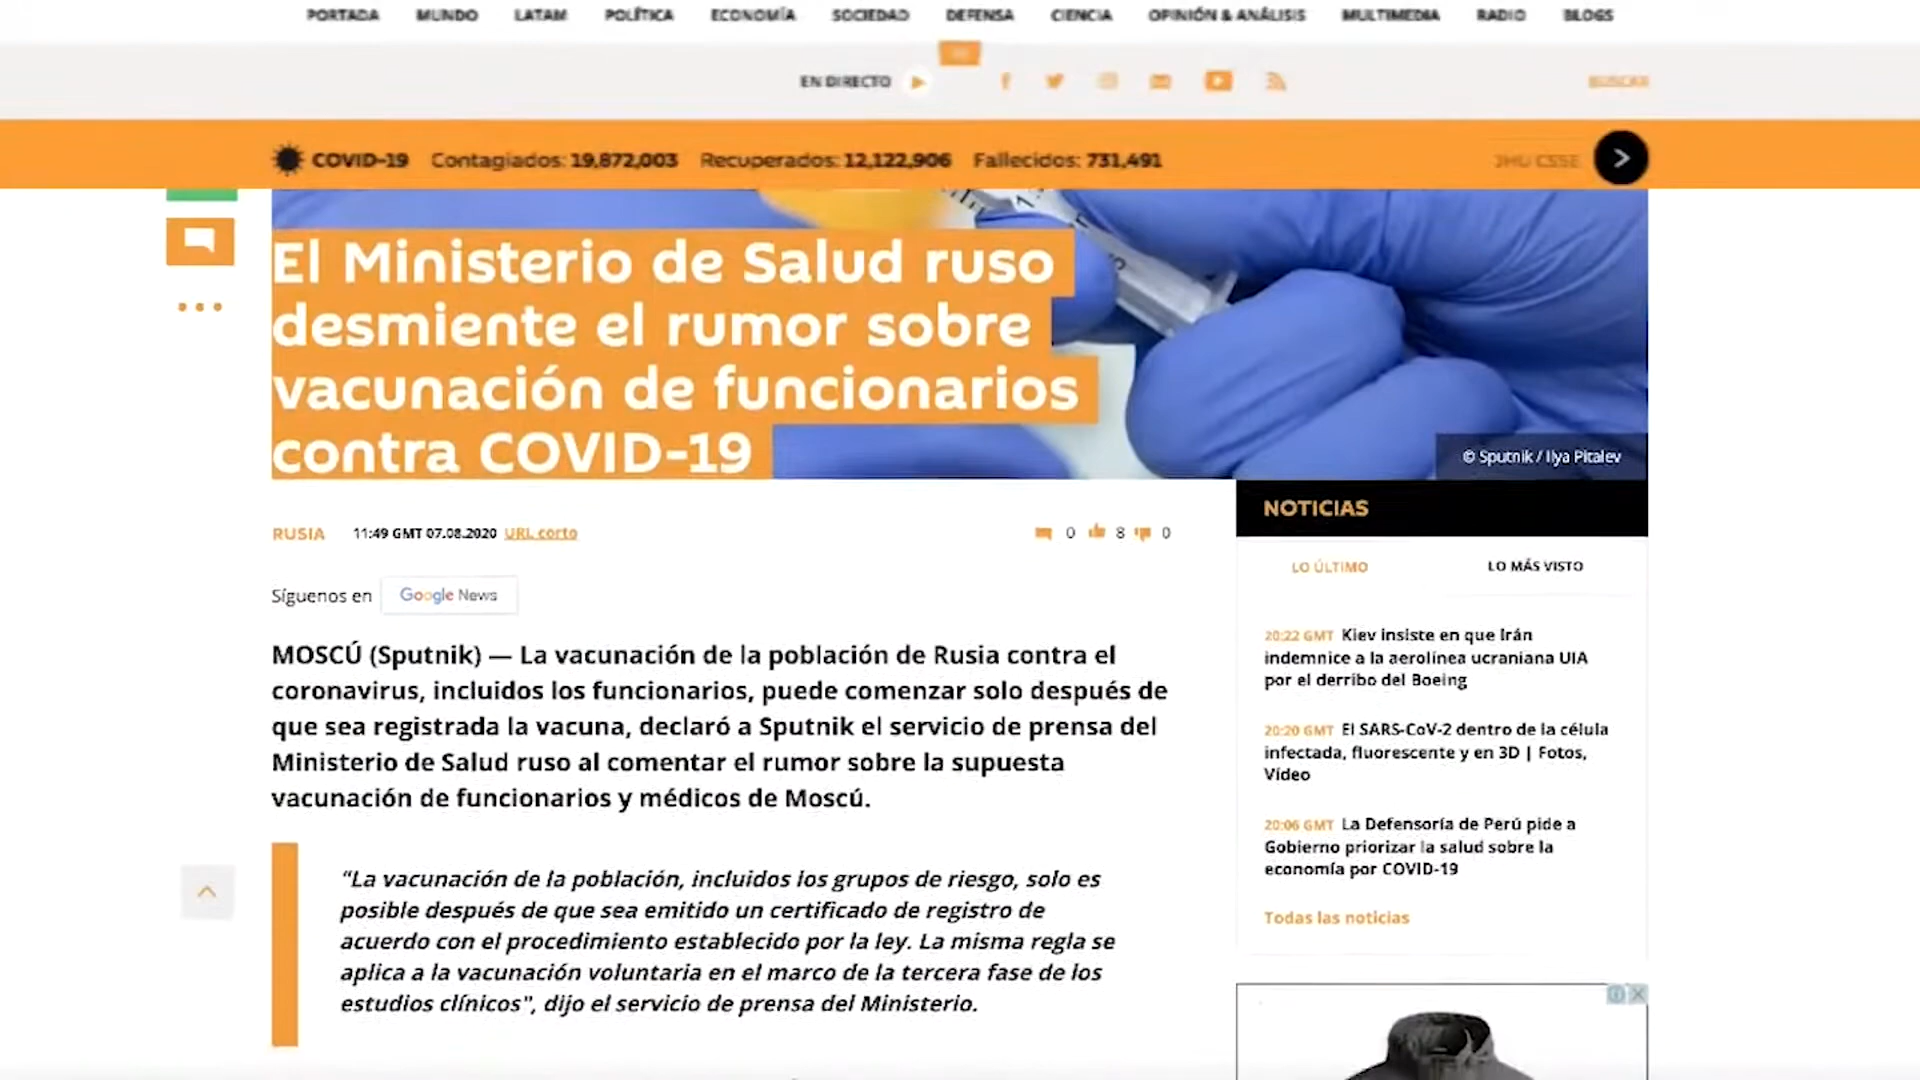 PORTADA MUNDO LATAM POLÍTICA ECONOMÍA SOCIEDAD DEFENSA CIENCIA OPINIÓN & ANÁLISIS MULTIMEDIA RADIO BLOGS
EN DIRECTO
BUSCAR
COVID-19 Contagiados: 19,872,003 Recuperados: 12,122,906 Fallecidos: 731,491 JHU CSSE
El Ministerio de Salud ruso
desmiente el rumor sobre
vacunación de funcionarios
contra COVID-19
© Sputnik / Ilya Pitalev
RUSIA 11:49 GMT 07.08.2020 URL corto
0 8 0
Síguenos en Google News
MOSCÚ (Sputnik) — La vacunación de la población de Rusia contra el
coronavirus, incluidos los funcionarios, puede comenzar solo después de
que sea registrada la vacuna, declaró a Sputnik el servicio de prensa del
Ministerio de Salud ruso al comentar el rumor sobre la supuesta
vacunación de funcionarios y médicos de Moscú.
"La vacunación de la población, incluidos los grupos de riesgo, solo es
posible después de que sea emitido un certificado de registro de
acuerdo con el procedimiento establecido por la ley. La misma regla se
aplica a la vacunación voluntaria en el marco de la tercera fase de los
estudios clínicos", dijo el servicio de prensa del Ministerio.
NOTICIAS
LO ÚLTIMO LO MÁS VISTO
20:22 GMT Kiev insiste en que Irán
indemnice a la aerolínea ucraniana UIA
por el derribo del Boeing
20:20 GMT El SARS-CoV-2 dentro de la célula
infectada, fluorescente y en 3D | Fotos,
Vídeo
20:06 GMT La Defensoría de Perú pide a
Gobierno priorizar la salud sobre la
economía por COVID-19
Todas las noticias